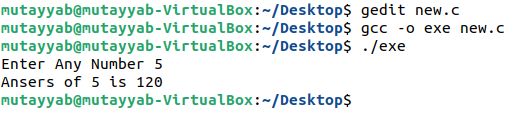 mutayyab@mutayyab-VirtualBox:~/Desktop$ gedit new.c
mutayyab@mutayyab-VirtualBox:~/Desktop$ gcc -o exe new.c
mutayyab@mutayyab-VirtualBox:~/Desktop$ ./exe
Enter Any Number 5
Ansers of 5 is 120
mutayyab@mutayyab-VirtualBox:~/Desktop$